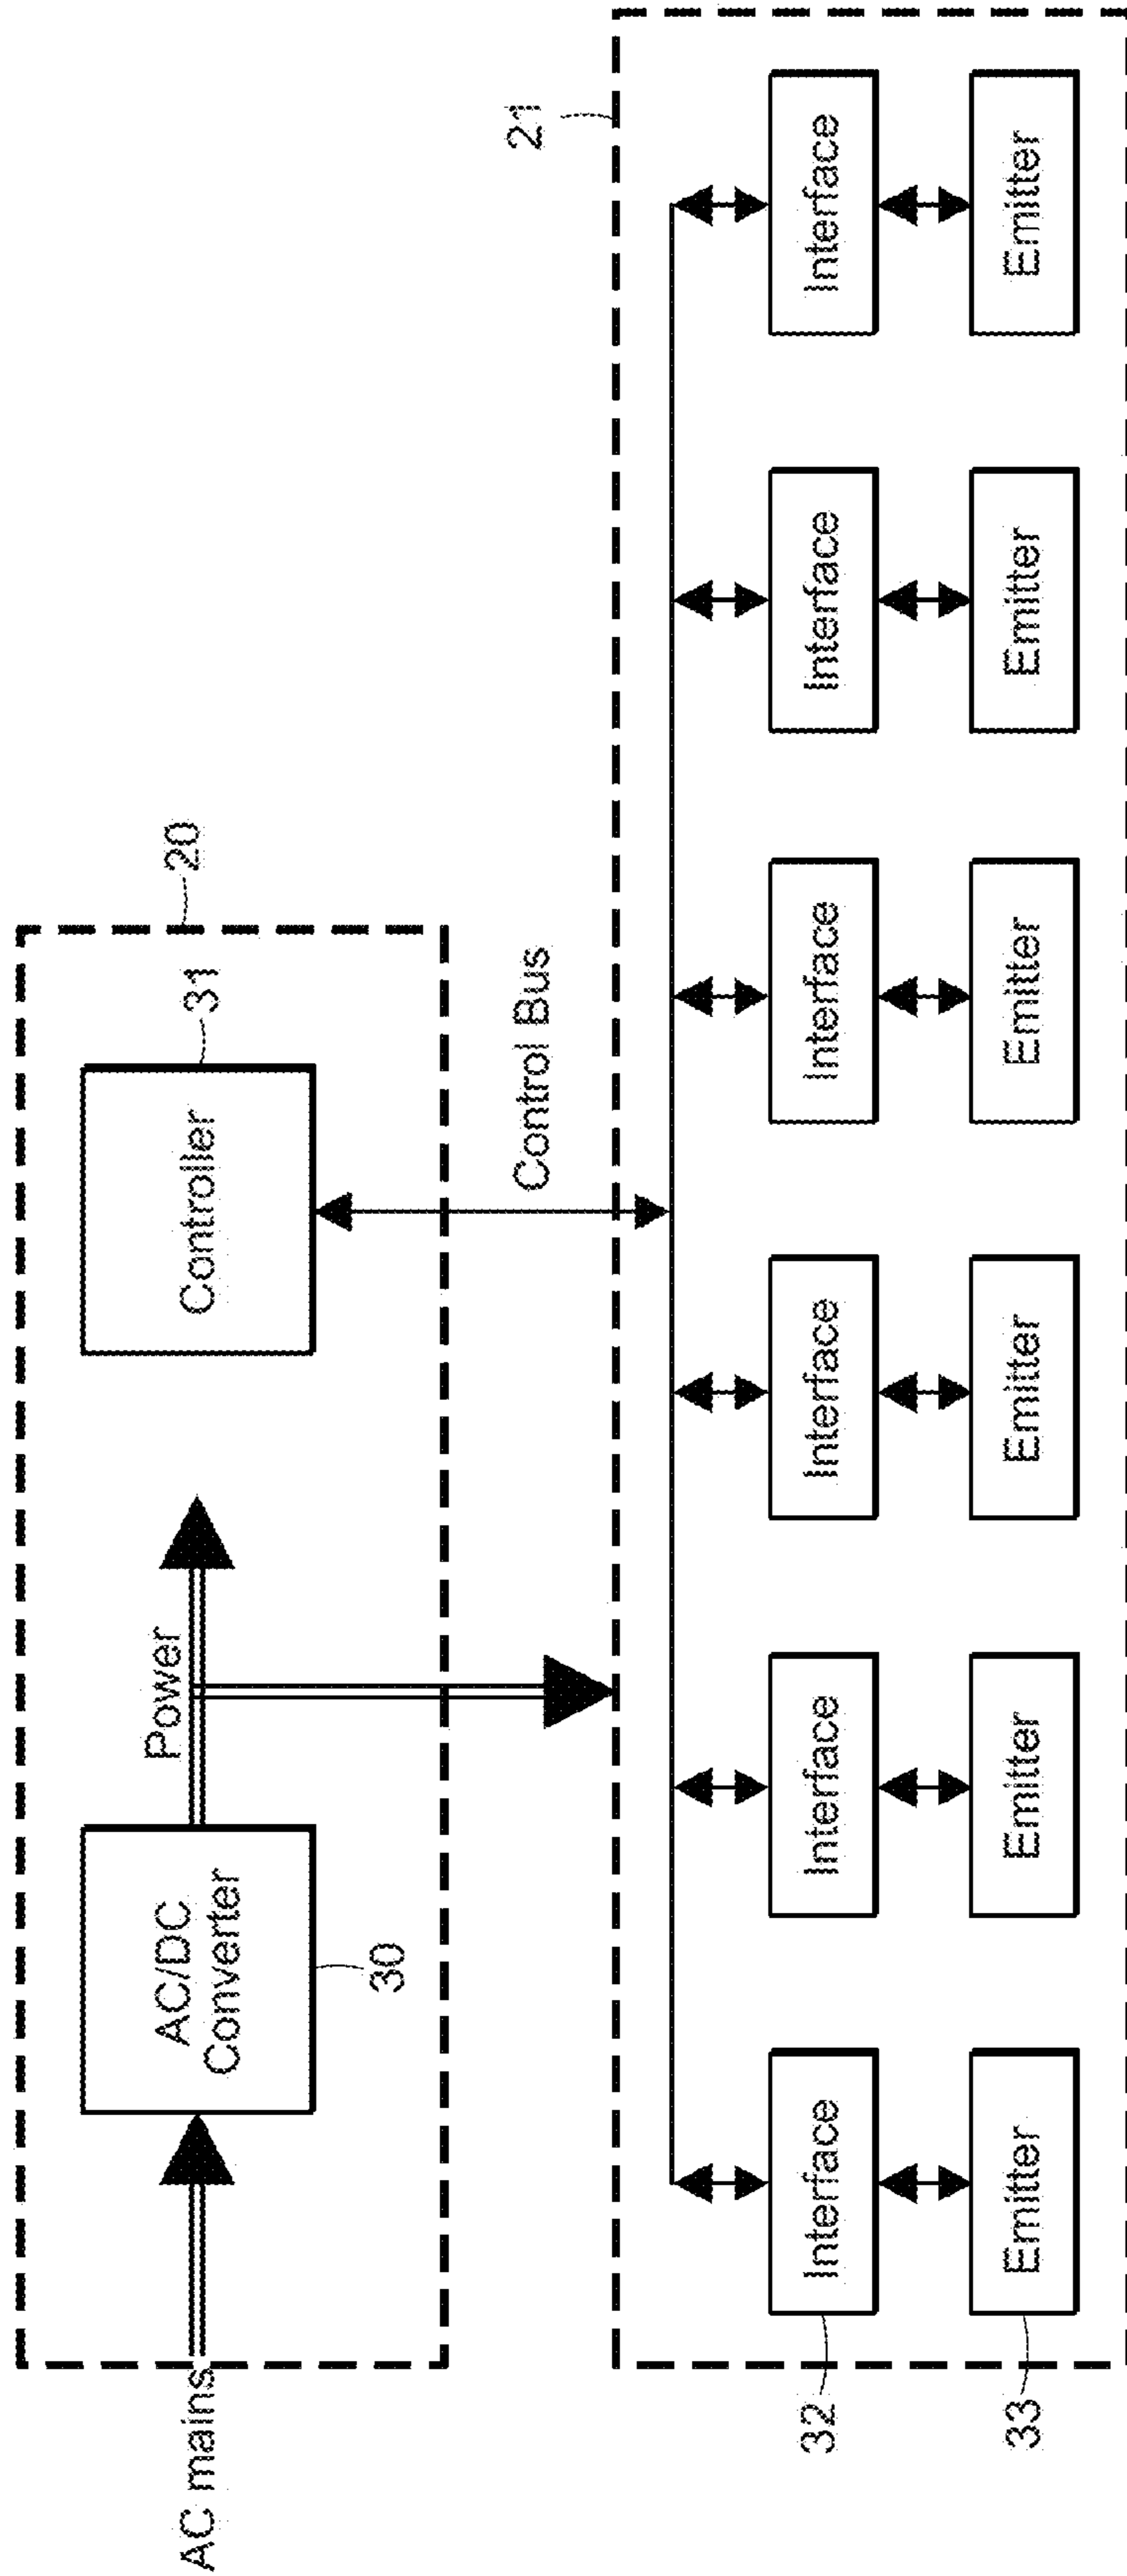 20
31
Power
AC mains
AC/DC
Converter
Controller
30
Control Bus
21
Interface
Interface
Interface
Interface
Interface
Interface
32
Emitter
Emitter
Emitter
Emitter
Emitter
Emitter
33